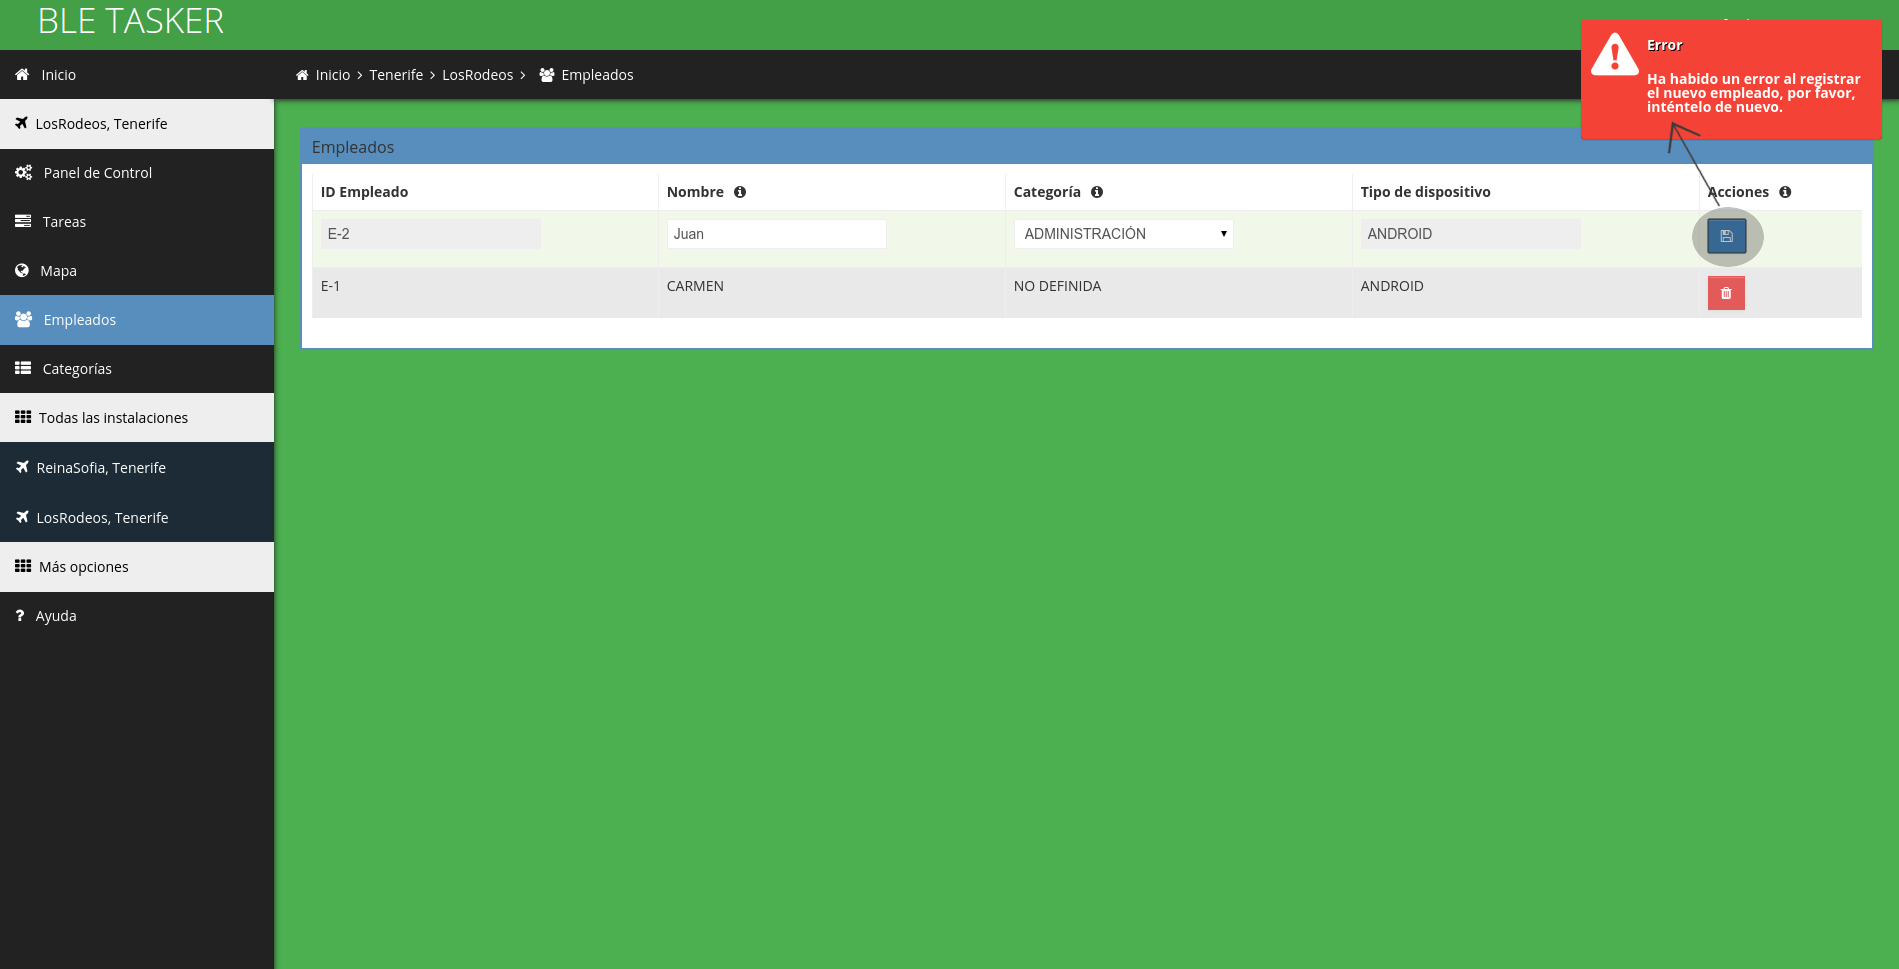 BLE TASKER
Error
Ha habido un error al registrar
el nuevo empleado, por favor,
inténtelo de nuevo.
Inicio
Inicio > Tenerife > LosRodeos > Empleados
LosRodeos, Tenerife
Panel de Control
Tareas
Mapa
Empleados
Categorías
Todas las instalaciones
ReinaSofia, Tenerife
LosRodeos, Tenerife
Más opciones
? Ayuda
Empleados
ID Empleado Nombre Categoría Tipo de dispositivo Acciones
E-2 Juan ADMINISTRACIÓN ANDROID
E-1 CARMEN NO DEFINIDA ANDROID